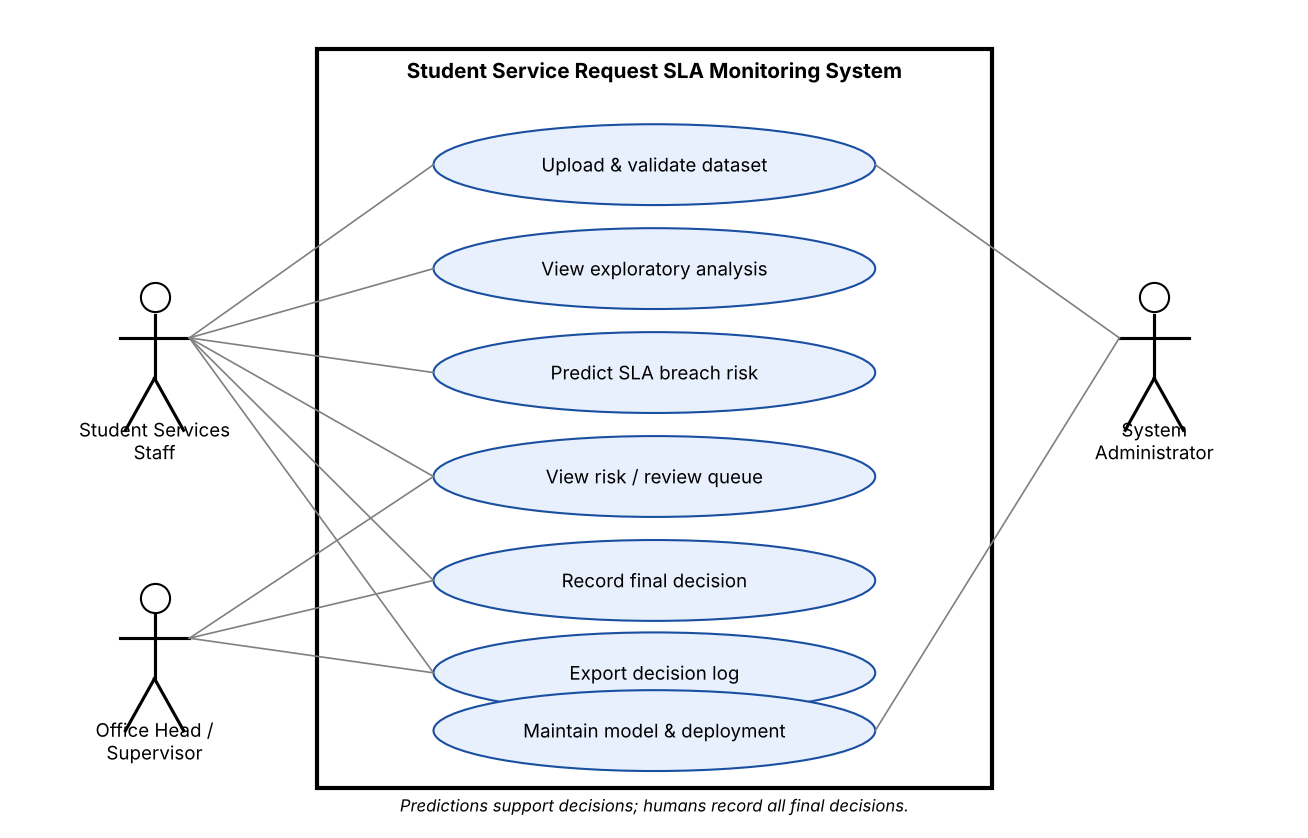 Student Service Request SLA Monitoring System
Upload & validate dataset
View exploratory analysis
Predict SLA breach risk
View risk / review queue
Record final decision
Export decision log
Maintain model & deployment
Student Services
Staff
Office Head /
Supervisor
System
Administrator
Predictions support decisions; humans record all final decisions.